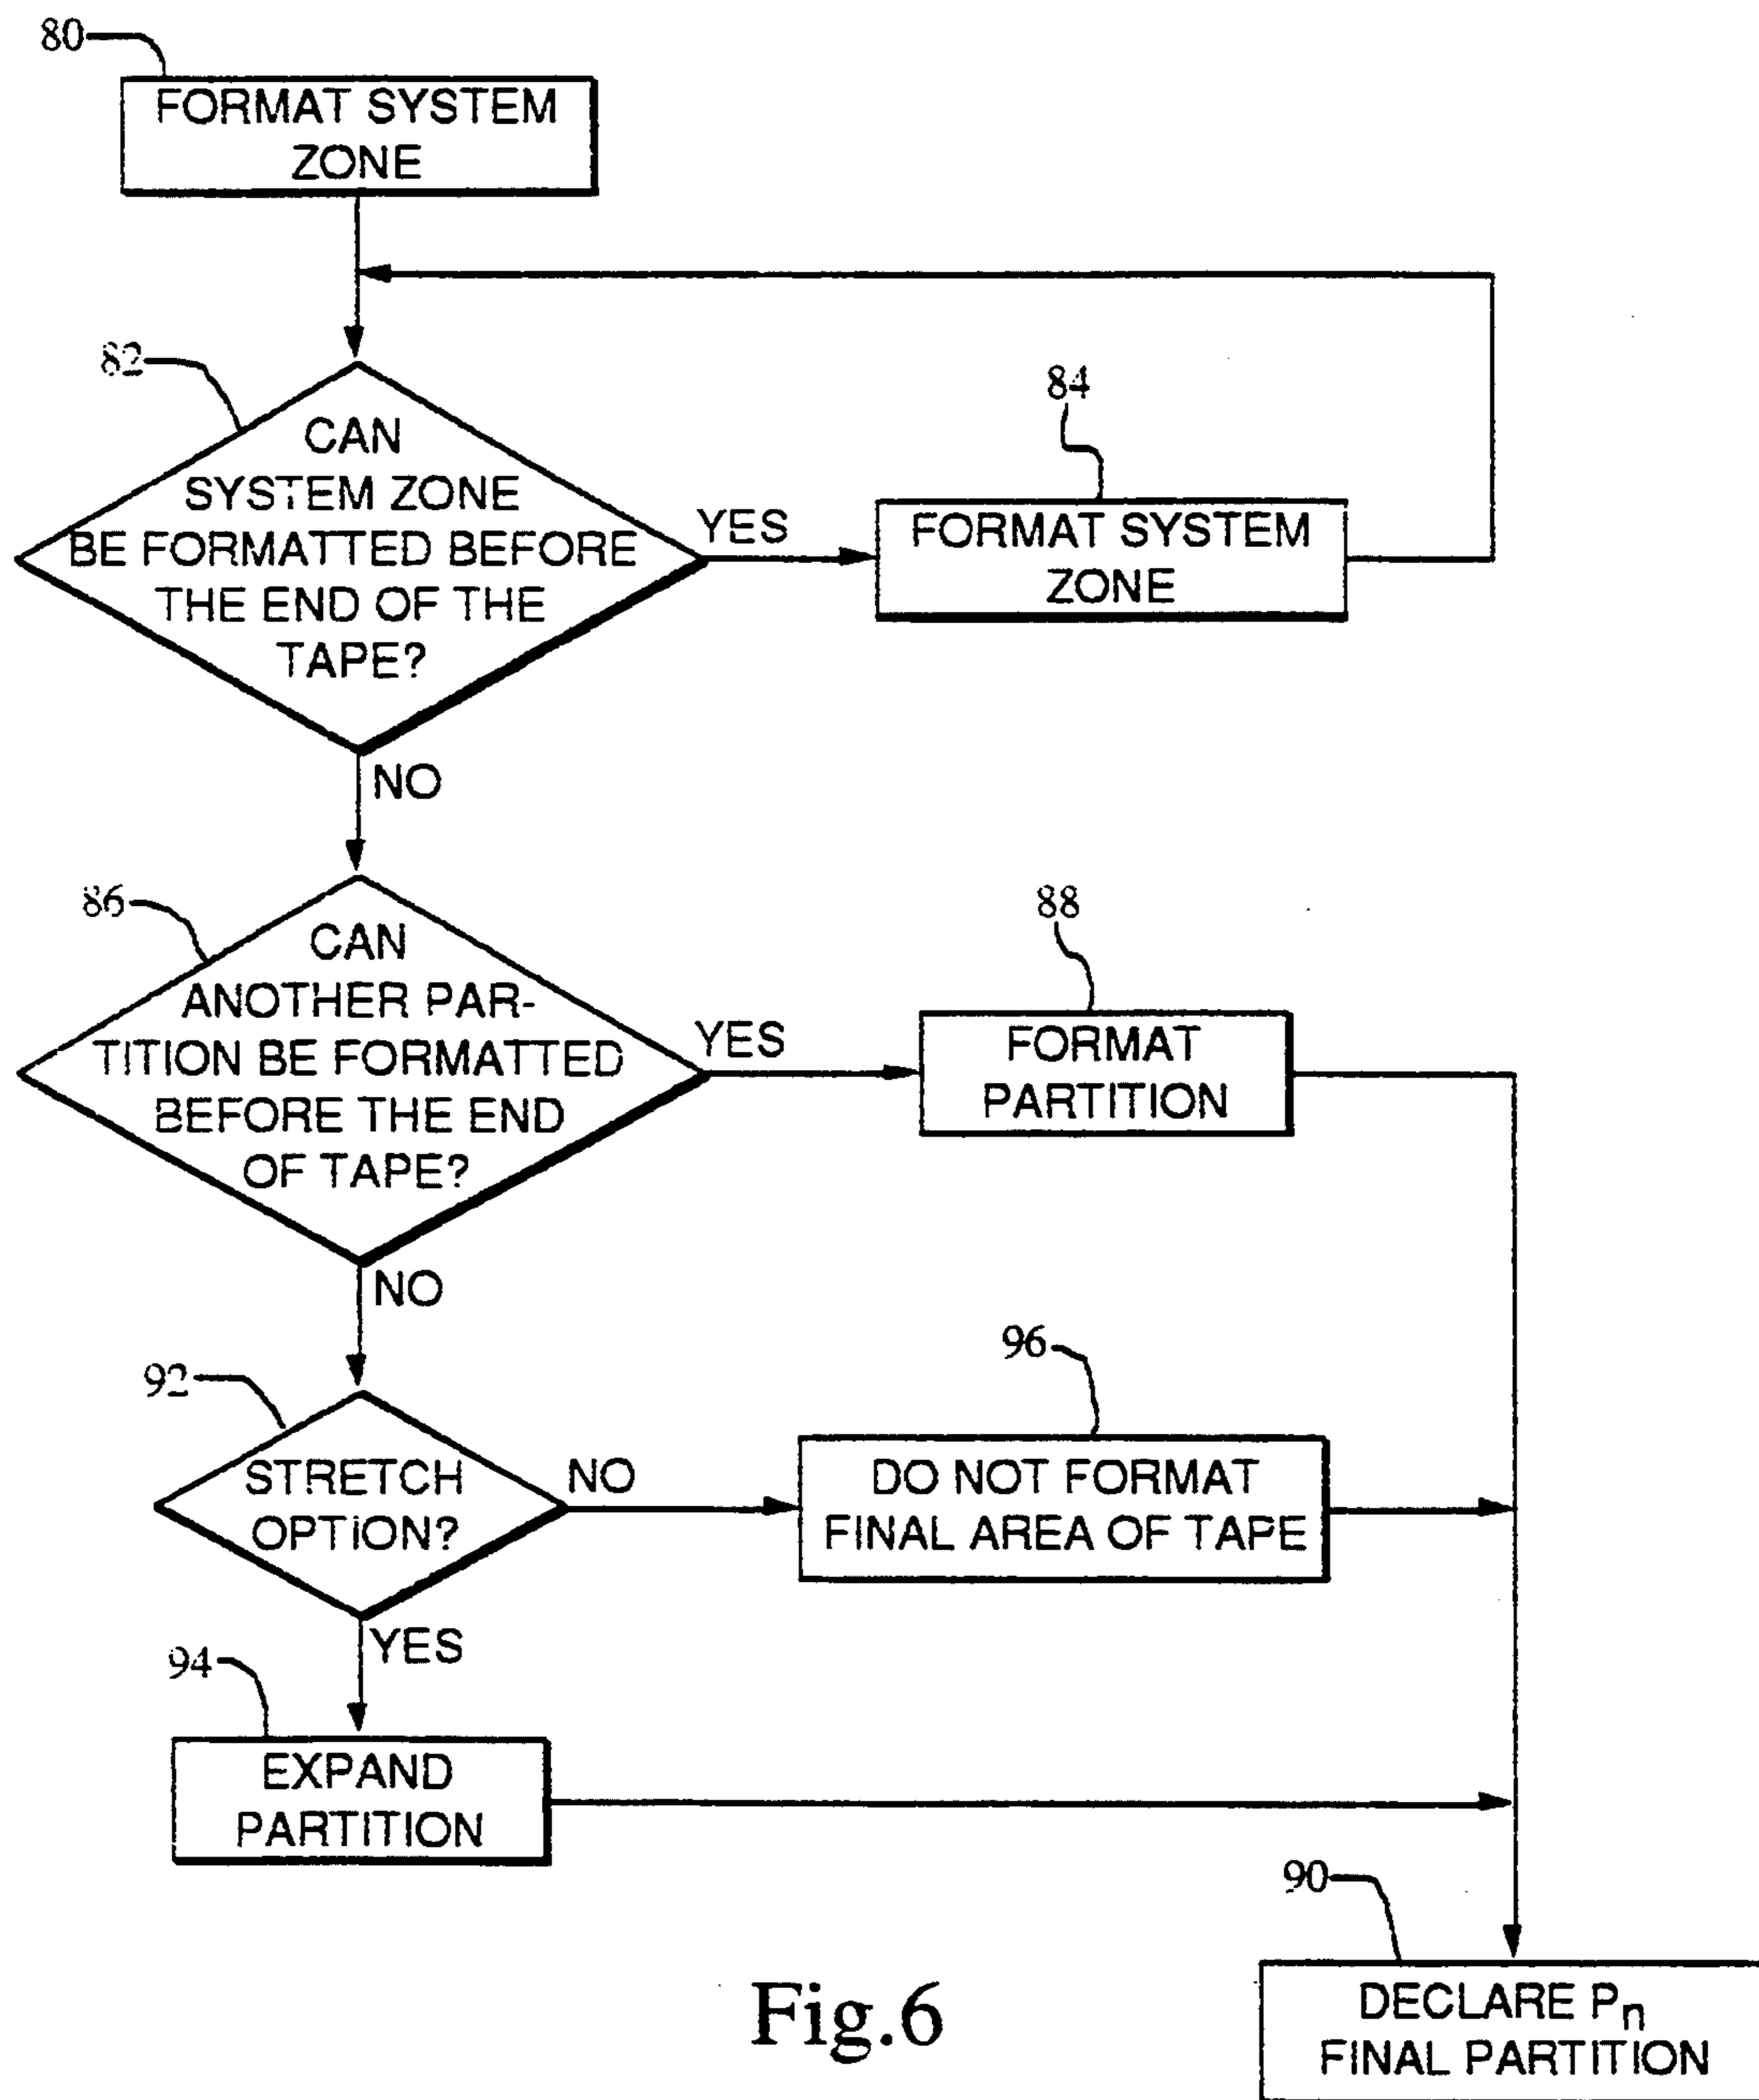 80
FORMAT SYSTEM
ZONE
82
CAN
SYSTEM ZONE
BE FORMATTED BEFORE
THE END OF THE
TAPE?
YES
84
FORMAT SYSTEM
ZONE
NO
86
CAN
ANOTHER PAR-
TITION BE FORMATTED
BEFORE THE END
OF TAPE?
YES
88
FORMAT
PARTITION
NO
92
STRETCH
OPTION?
NO
96
DO NOT FORMAT
FINAL AREA OF TAPE
YES
94
EXPAND
PARTITION
90
DECLARE Pn
FINAL PARTITION
Fig.6